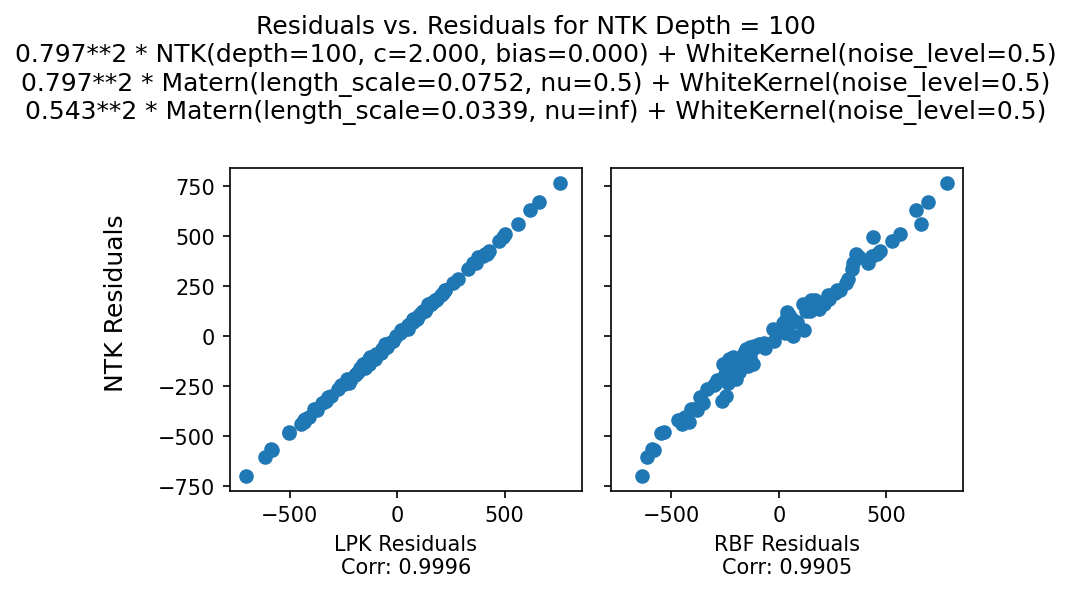 Residuals vs. Residuals for NTK Depth = 100
0.797**2 * NTK(depth=100, c=2.000, bias=0.000) + WhiteKernel(noise_level=0.5)
0.797**2 * Matern(length_scale=0.0752, nu=0.5) + WhiteKernel(noise_level=0.5)
0.543**2 * Matern(length_scale=0.0339, nu=inf) + WhiteKernel(noise_level=0.5)
NTK Residuals
750
500
250
0
−250
−500
−750
−500 0 500
LPK Residuals
Corr: 0.9996
−500 0 500
RBF Residuals
Corr: 0.9905